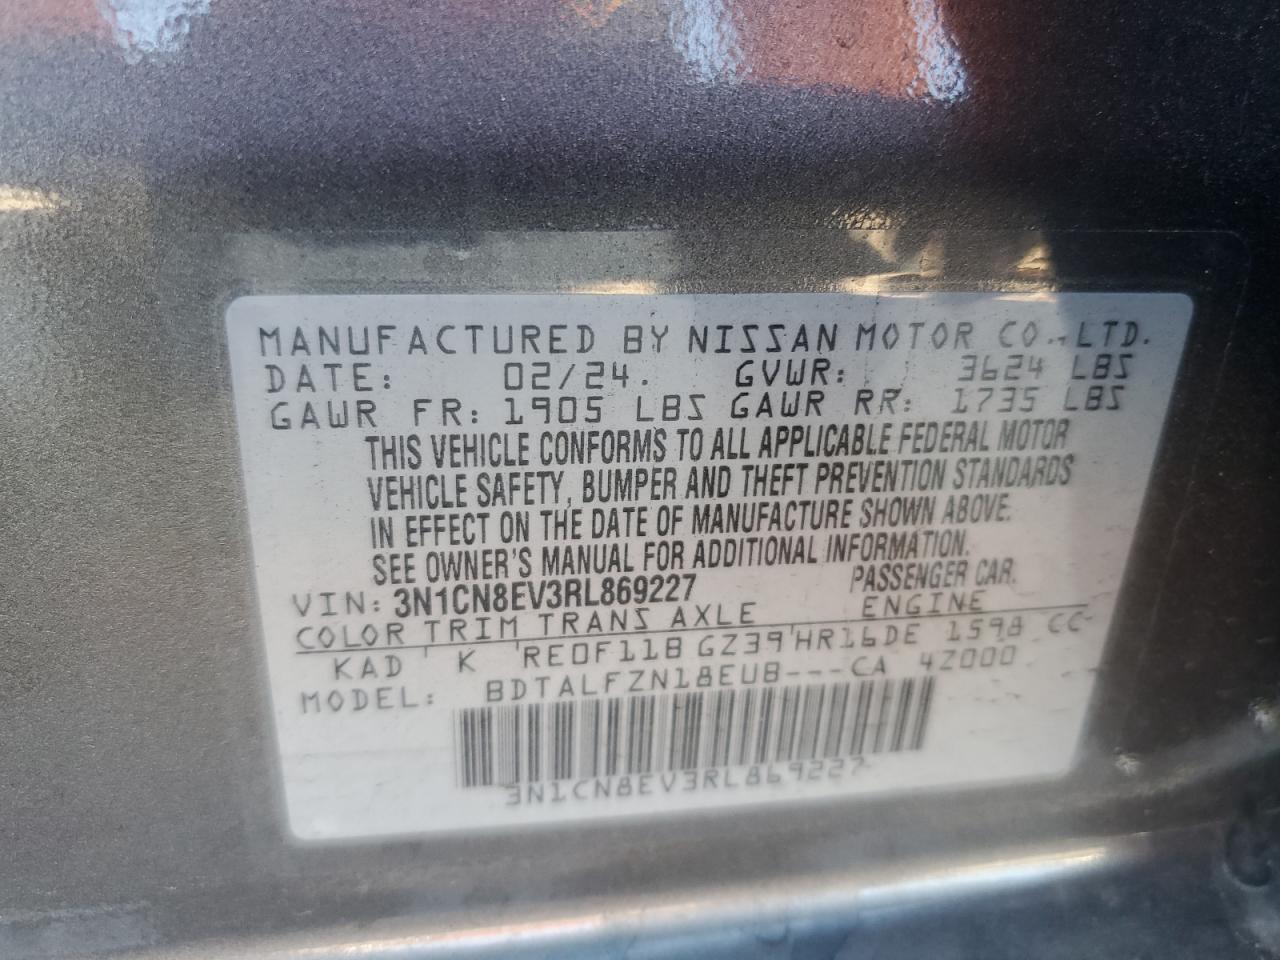 MANUFACTURED BY NISSAN MOTOR CO., LTD.
DATE: 02/24. GVWR: 3624 LBS
GAWR FR: 1905 LBS GAWR RR: 1735 LBS
THIS VEHICLE CONFORMS TO ALL APPLICABLE FEDERAL MOTOR
VEHICLE SAFETY, BUMPER AND THEFT PREVENTION STANDARDS
IN EFFECT ON THE DATE OF MANUFACTURE SHOWN ABOVE.
SEE OWNER'S MANUAL FOR ADDITIONAL INFORMATION.
VIN: 3N1CN8EV3RL869227 PASSENGER CAR.
COLOR TRIM TRANS AXLE ENGINE
KAD K RE0F11B GZ39 HR16DE 1598 CC
MODEL: BDTALFZN18EUB---CA 42000
3N1CN8EV3RL869227